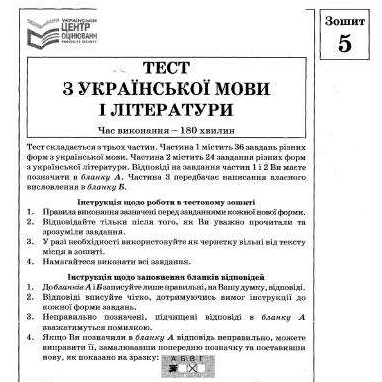 УКРАЇНСЬКИЙ
ЦЕНТР
ОЦІНЮВАННЯ
ЯКОСТІ ОСВІТИ
Зошит
5
ТЕСТ
З УКРАЇНСЬКОЇ МОВИ
І ЛІТЕРАТУРИ
Час виконання – 180 хвилин
Тест складається з трьох частин. Частина 1 містить 36 завдань різних
форм з української мови. Частина 2 містить 24 завдання різних форм
з української літератури. Відповіді на завдання частин 1 і 2 Ви маєте
позначити в бланку А. Частина 3 передбачає написання власного
висловлення в бланку Б.
Інструкція щодо роботи в тестовому зошиті
1. Правила виконання зазначені перед завданнями кожної нової форми.
2. Відповідайте тільки після того, як Ви уважно прочитали та
зрозуміли завдання.
3. У разі необхідності використовуйте як чернетку вільні від тексту
місця в зошиті.
4. Намагайтеся виконати всі завдання.
Інструкція щодо заповнення бланків відповідей
1. До бланків А і Б записуйте лише правильні, на Вашу думку, відповіді.
2. Відповіді вписуйте чітко, дотримуючись вимог інструкції до
кожної форми завдань.
3. Неправильно позначені, підчищені відповіді в бланку А
вважатимуться помилкою.
4. Якщо Ви позначили в бланку А відповідь неправильно, можете
виправити її, замалювавши попередню позначку та поставивши
нову, як показано на зразку:
А Б В Г